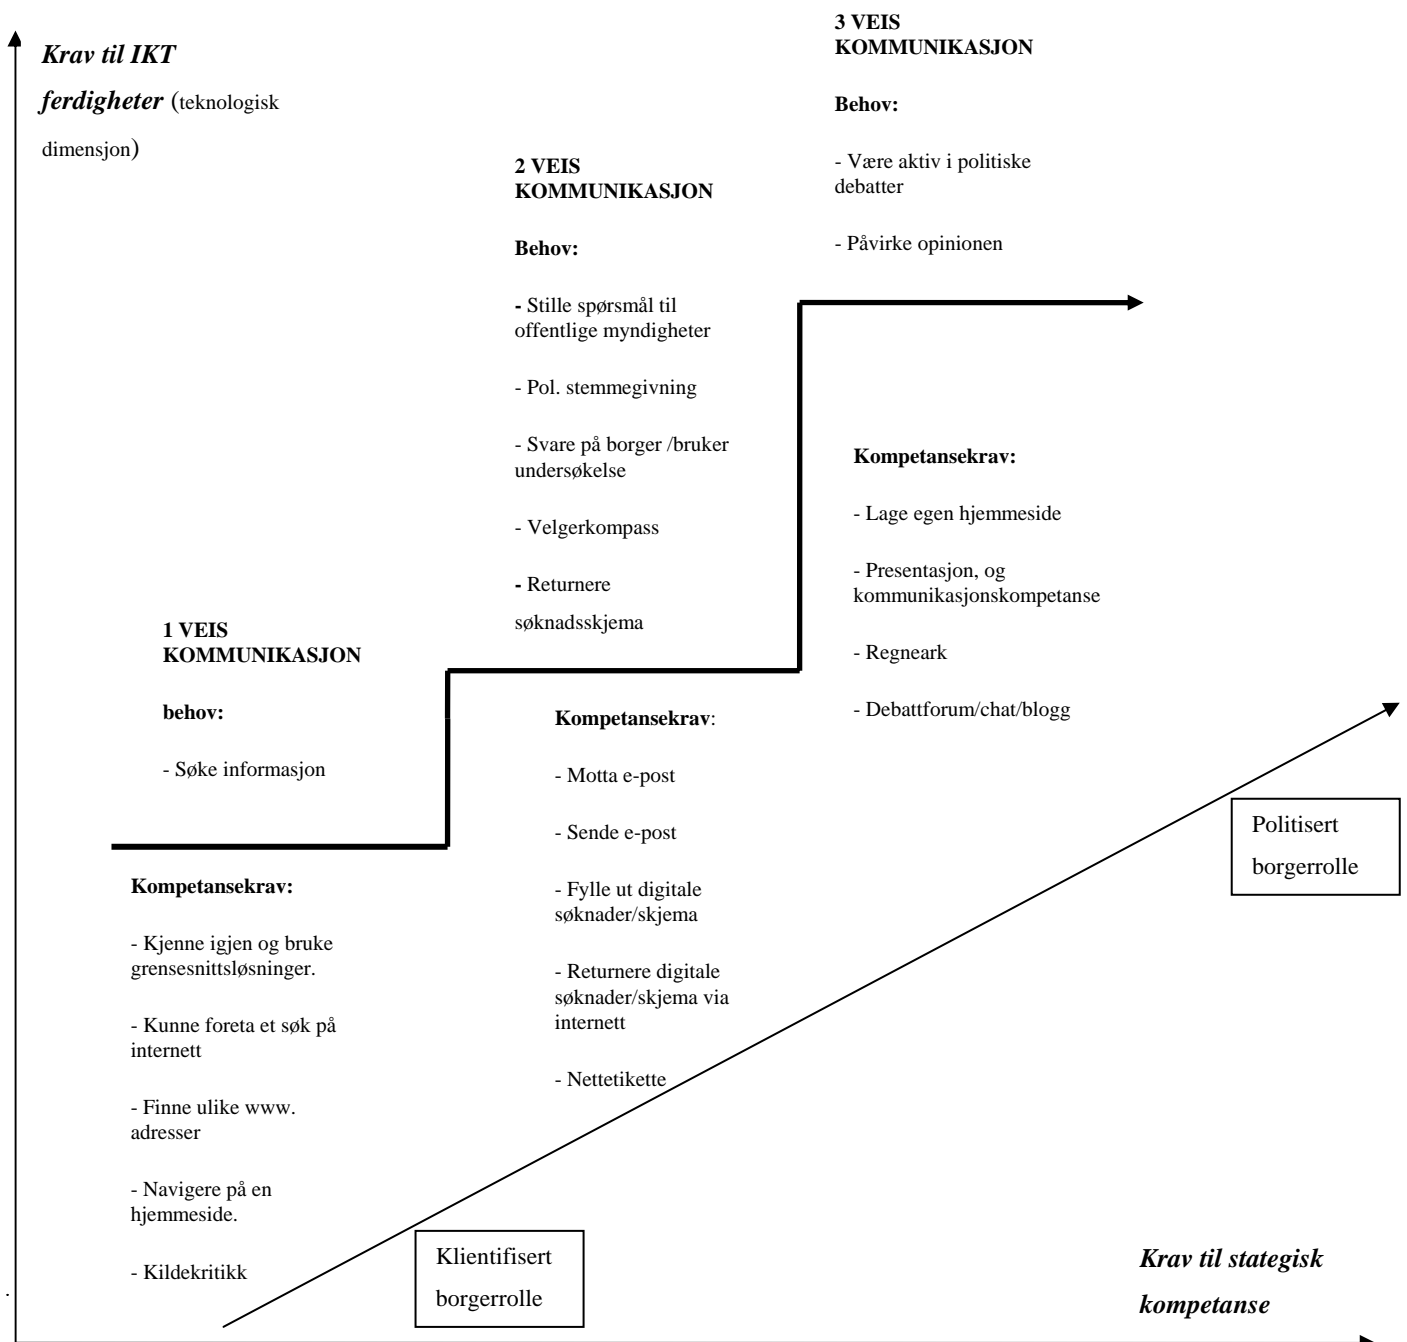 Krav til IKT
ferdigheter (teknologisk
dimensjon)
1 VEIS
KOMMUNIKASJON
behov:
- Søke informasjon
Kompetansekrav:
- Kjenne igjen og bruke
grensesnittsløsninger.
- Kunne foreta et søk på
internett
- Finne ulike www.
adresser
- Navigere på en
hjemmeside.
- Kildekritikk
2 VEIS
KOMMUNIKASJON
Behov:
- Stille spørsmål til
offentlige myndigheter
- Pol. stemmegivning
- Svare på borger /bruker
undersøkelse
- Velgerkompass
- Returnere
søknadsskjema
Kompetansekrav:
- Motta e-post
- Sende e-post
- Fylle ut digitale
søknader/skjema
- Returnere digitale
søknader/skjema via
internett
- Nettetikette
3 VEIS
KOMMUNIKASJON
Behov:
- Være aktiv i politiske
debatter
- Påvirke opinionen
Kompetansekrav:
- Lage egen hjemmeside
- Presentasjon, og
kommunikasjonskompetanse
- Regneark
- Debattforum/chat/blogg
Politisert
borgerrolle
Klientifisert
borgerrolle
Krav til stategisk
kompetanse
.